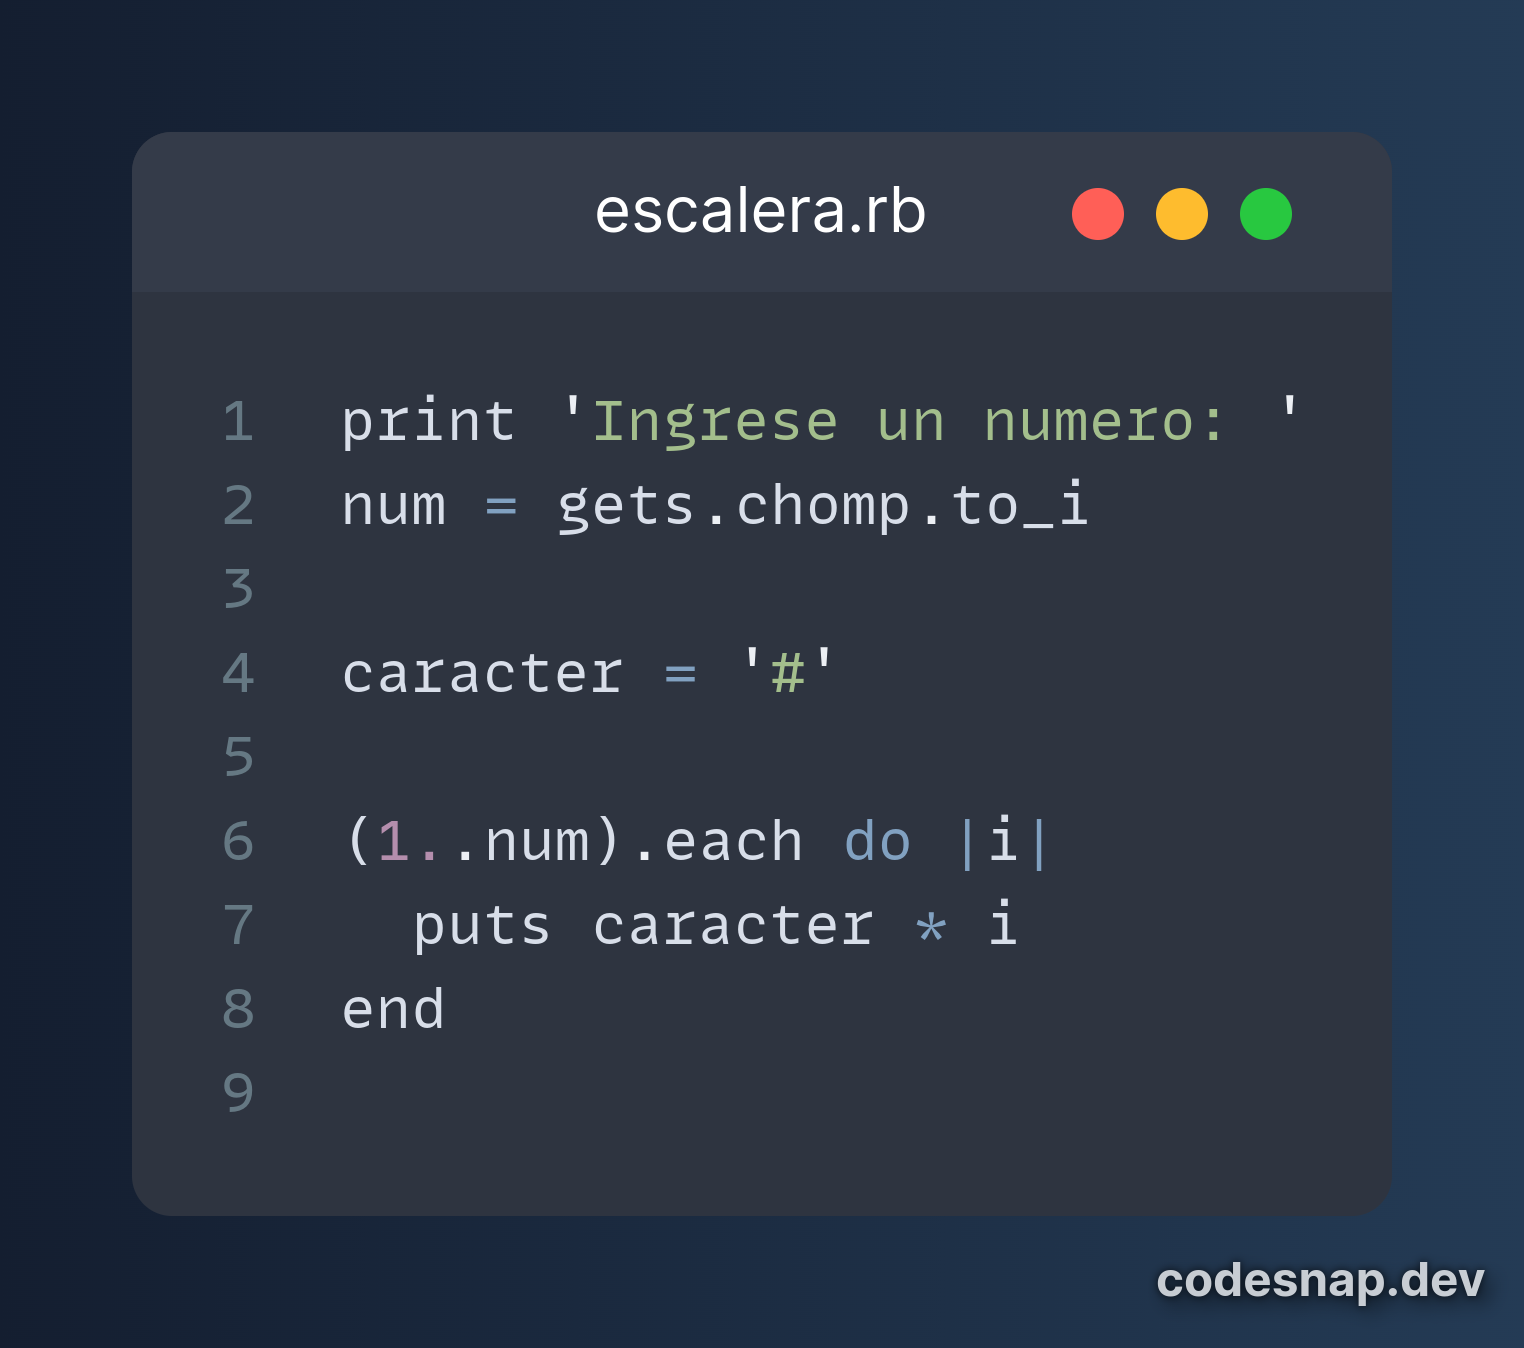 escalera.rb
1 print 'Ingrese un numero: '
2 num = gets.chomp.to_i
3
4 caracter = '#'
5
6 (1..num).each do |i|
7   puts caracter * i
8 end
9
codesnap.dev